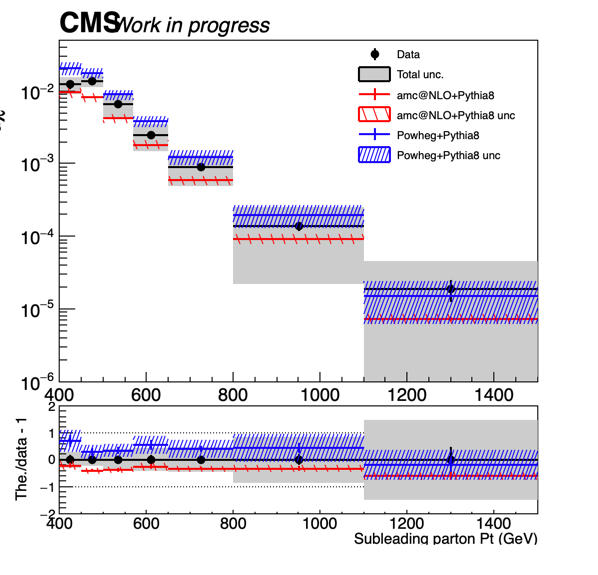 CMS Work in progress
Data
Total unc.
amc@NLO+Pythia8
amc@NLO+Pythia8 unc
Powheg+Pythia8
Powheg+Pythia8 unc
10−2
10−3
10−4
10−5
10−6
400 600 800 1000 1200 1400
2
1
0
−1
−2
The./data - 1
400 600 800 1000 1200 1400
Subleading parton Pt (GeV)